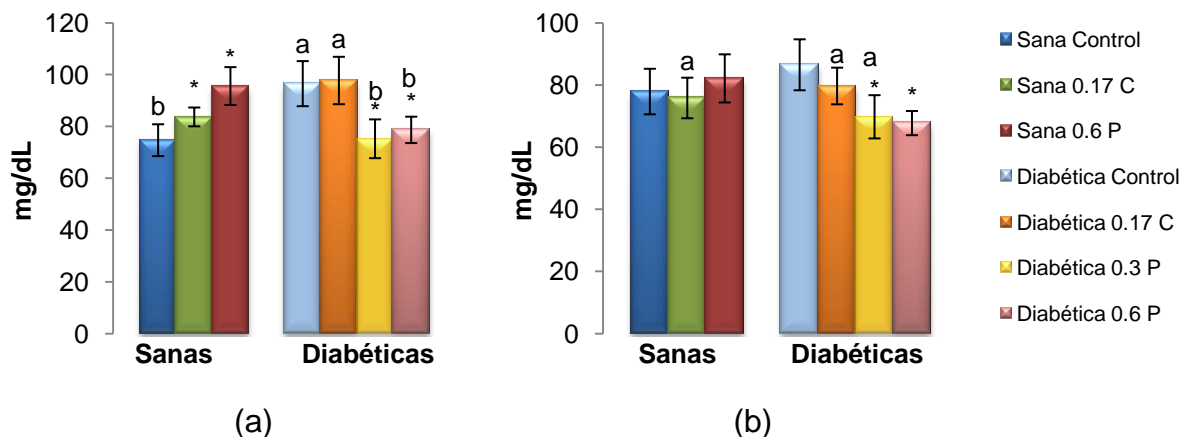 mg/dL
120
100
80
60
40
20
0
b
*
*
a
a
b
*
b
*
Sanas
Diabéticas
(a)
mg/dL
100
80
60
40
20
0
a
a
a
*
*
Sanas
Diabéticas
(b)
Sana Control
Sana 0.17 C
Sana 0.6 P
Diabética Control
Diabética 0.17 C
Diabética 0.3 P
Diabética 0.6 P